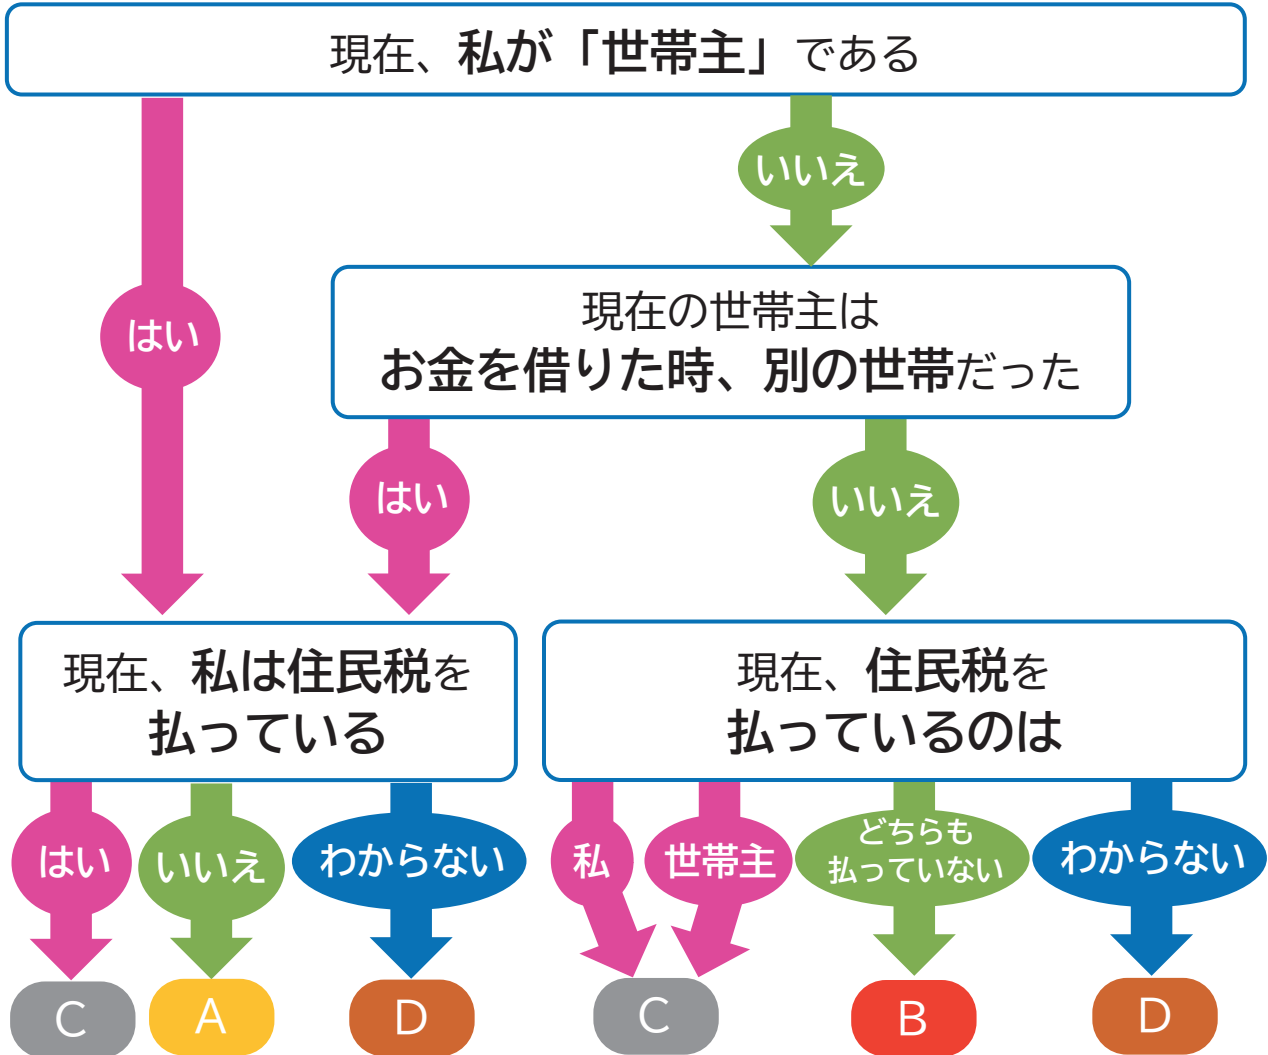 現在、私が「世帯主」である
いいえ
はい
現在の世帯主は
お金を借りた時、別の世帯だった
はい
いいえ
現在、私は住民税を
払っている
現在、住民税を
払っているのは
はい
いいえ
わからない
私
世帯主
どちらも
払っていない
わからない
C
A
D
C
B
D